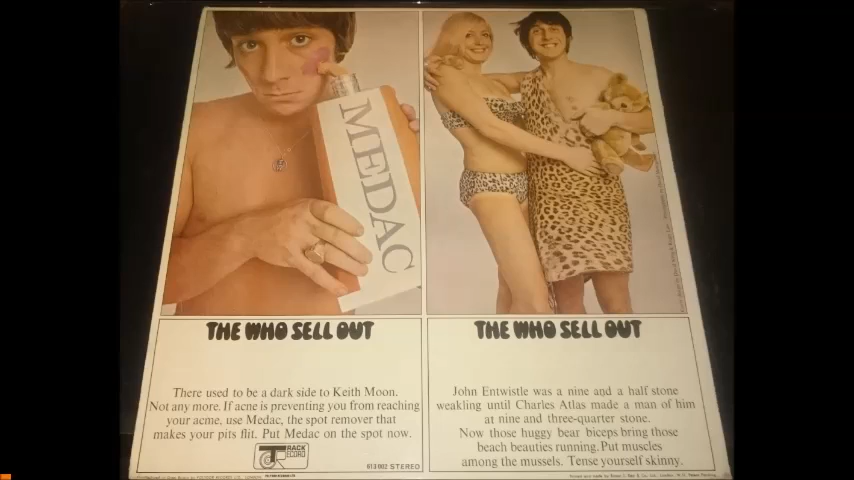 MEDAC
THE WHO SELL OUT
There used to be a dark side to Keith Moon.
Not any more. If acne is preventing you from reaching
your acme, use Medac, the spot remover that
makes your pits flit. Put Medac on the spot now.
TRACK
RECORD
613 002 STEREO
THE WHO SELL OUT
John Entwistle was a nine and a half stone
weakling until Charles Atlas made a man of him
at nine and three-quarter stone.
Now those huggy bear biceps bring those
beach beauties running. Put muscles
among the mussels. Tense yourself skinny.